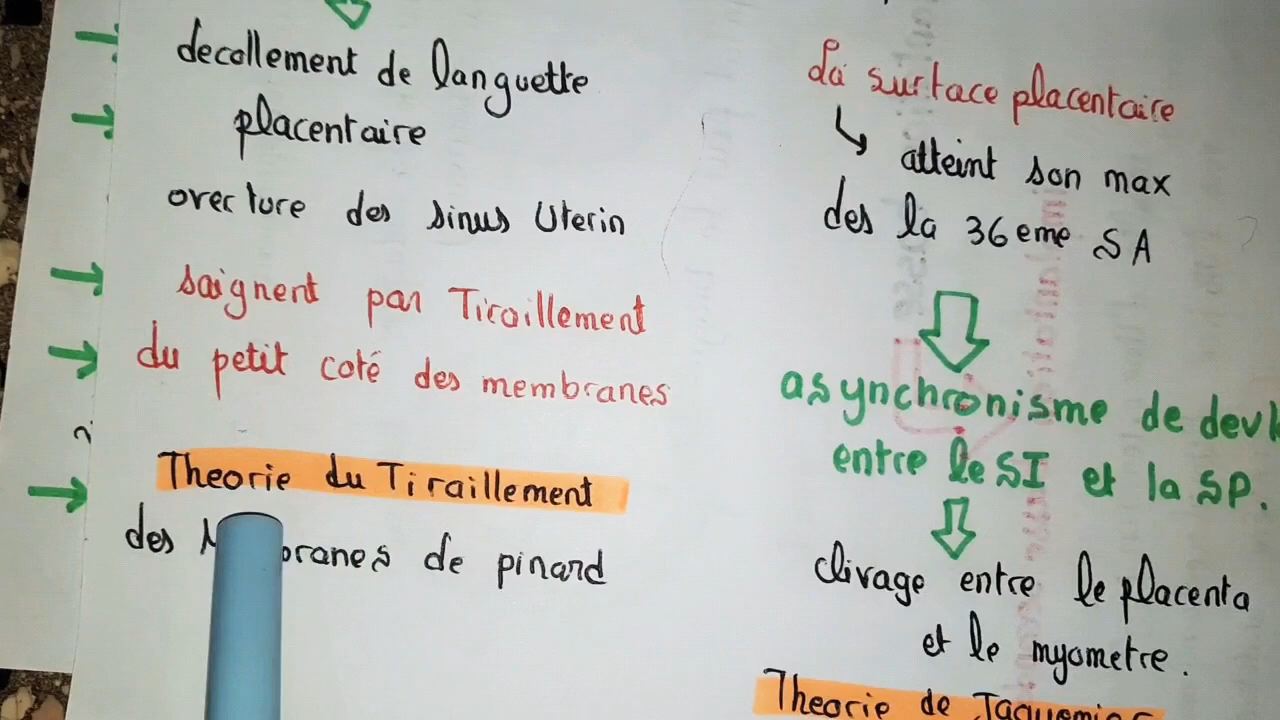 decollement de languette
placentaire
overture des sinus Uterin
saignent par Tiraillement
du petit coté des membranes
Theorie du Tiraillement
des de pinard
La surface placentaire
atteint son max
des la 36eme SA
asynchronisme de
entre le SI et la SP.
clivage entre le placenta
et le myometre.
Theorie de Jaquemier